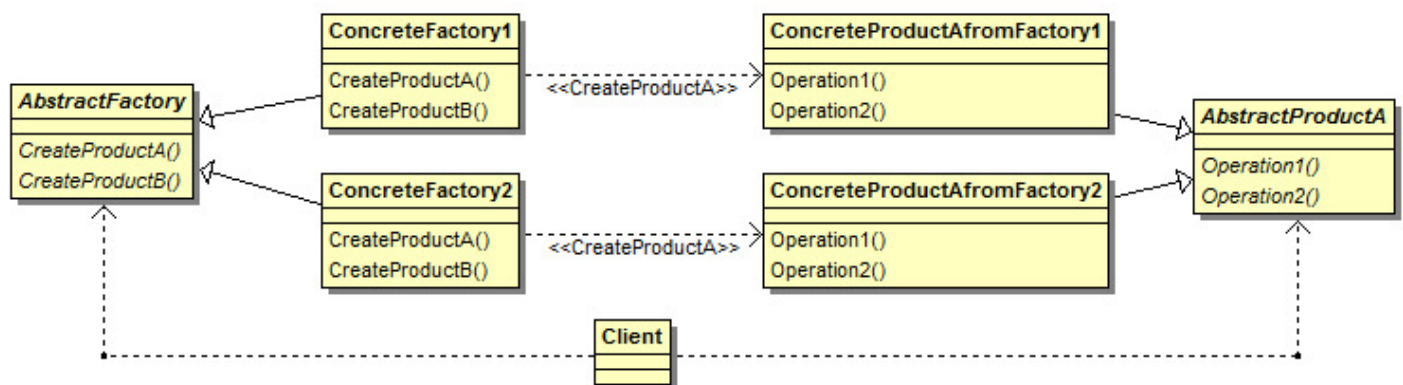 AbstractFactory
CreateProductA()
CreateProductB()
ConcreteFactory1
CreateProductA()
CreateProductB()
<<CreateProductA>>
ConcreteProductAfromFactory1
Operation1()
Operation2()
AbstractProductA
Operation1()
Operation2()
ConcreteFactory2
CreateProductA()
CreateProductB()
<<CreateProductA>>
ConcreteProductAfromFactory2
Operation1()
Operation2()
Client